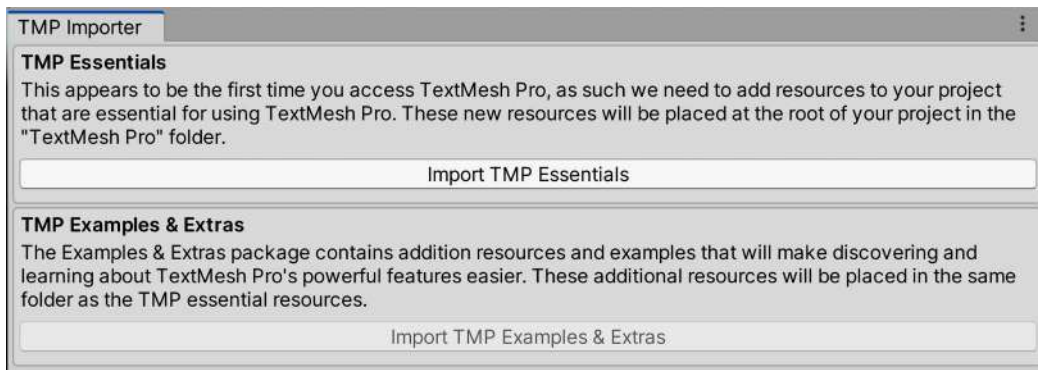 TMP Importer
TMP Essentials
This appears to be the first time you access TextMesh Pro, as such we need to add resources to your project
that are essential for using TextMesh Pro. These new resources will be placed at the root of your project in the
"TextMesh Pro" folder.
Import TMP Essentials
TMP Examples & Extras
The Examples & Extras package contains addition resources and examples that will make discovering and
learning about TextMesh Pro's powerful features easier. These additional resources will be placed in the same
folder as the TMP essential resources.
Import TMP Examples & Extras